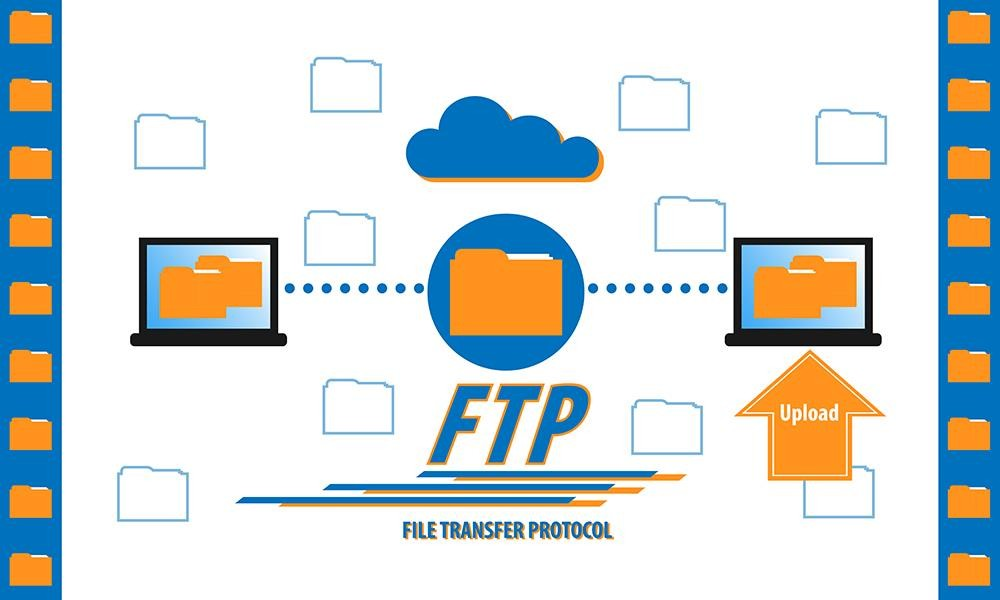 Upload
FTP
FILE TRANSFER PROTOCOL